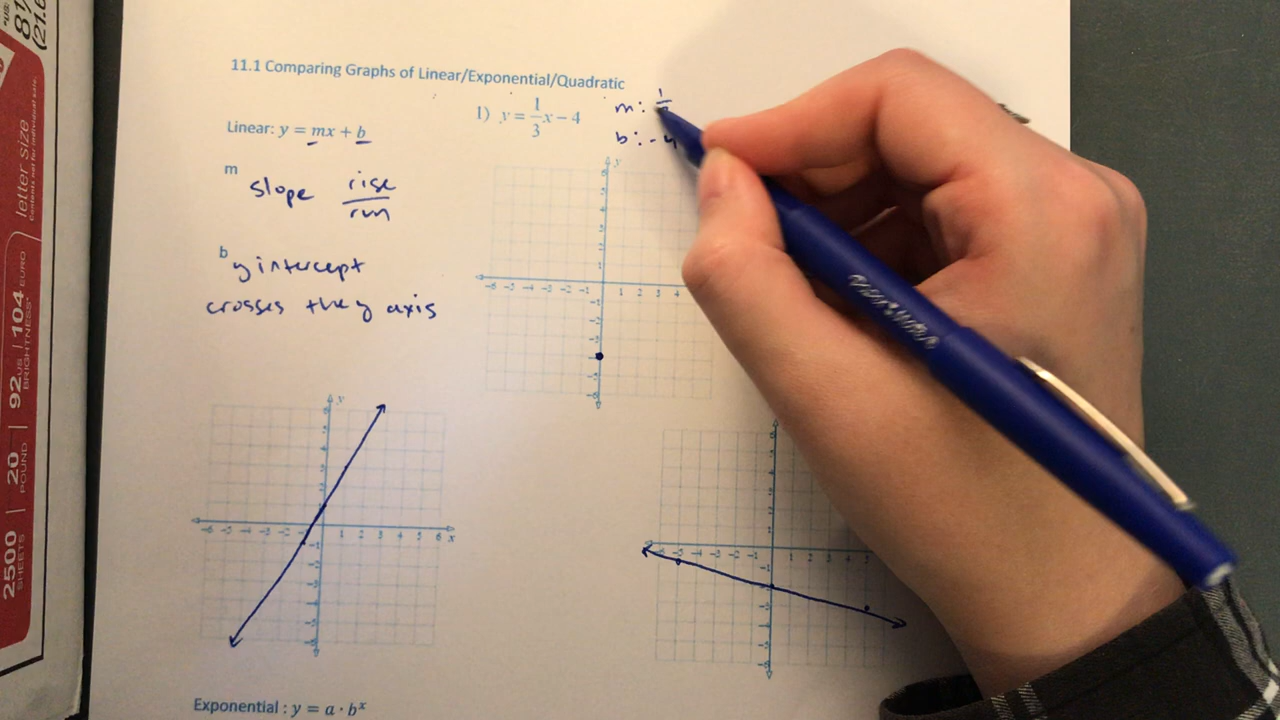 11.1 Comparing Graphs of Linear/Exponential/Quadratic
Linear: y = mx + b
m
slope rise/run
b
y intercept
crosses the y axis
1) y = 1/3 x − 4
m: 1
b: -4
Exponential : y = a · b^x
letter size
2500 SHEETS
20 POUND
92 US
104 EURO
BRIGHTNESS*